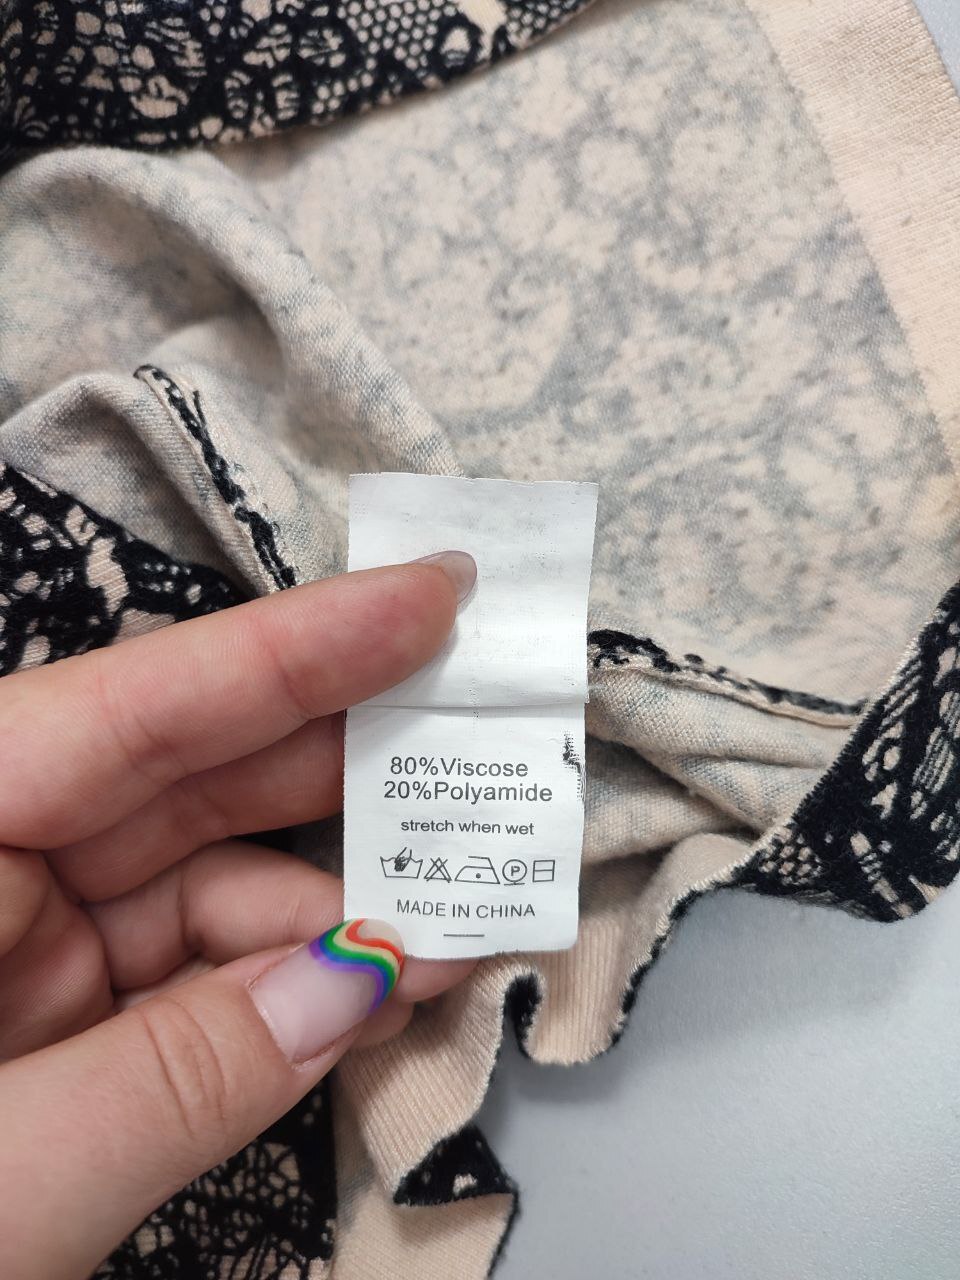 80%Viscose
20%Polyamide
stretch when wet
P
MADE IN CHINA